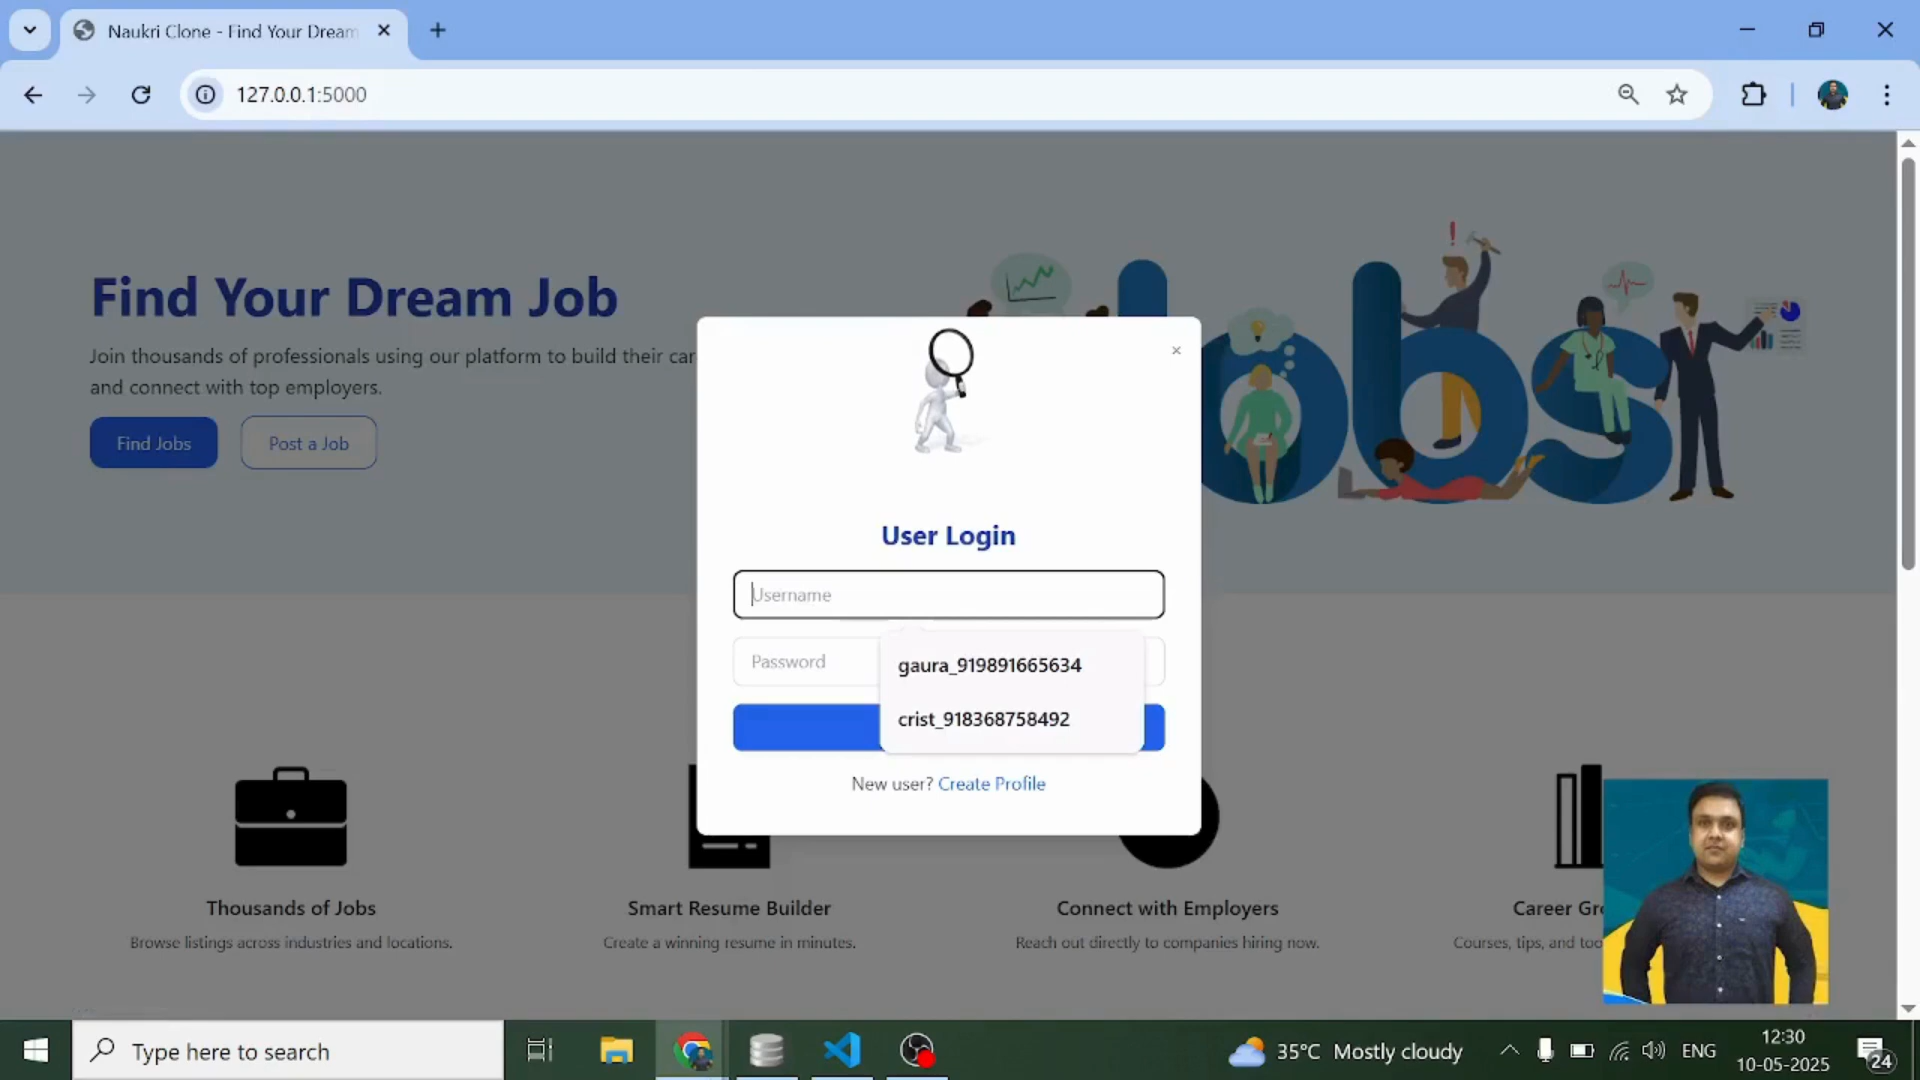 Naukri Clone - Find Your Dream
127.0.0.1:5000
Find Your Dream Job
Join thousands of professionals using our platform to build their car
and connect with top employers.
Find Jobs
Post a Job
User Login
Username
Password
gaura_919891665634
crist_918368758492
New user? Create Profile
Thousands of Jobs
Browse listings across industries and locations.
Smart Resume Builder
Create a winning resume in minutes.
Connect with Employers
Reach out directly to companies hiring now.
Career Gr
Courses, tips, and too
Type here to search
35°C Mostly cloudy
ENG
12:30
10-05-2025
24